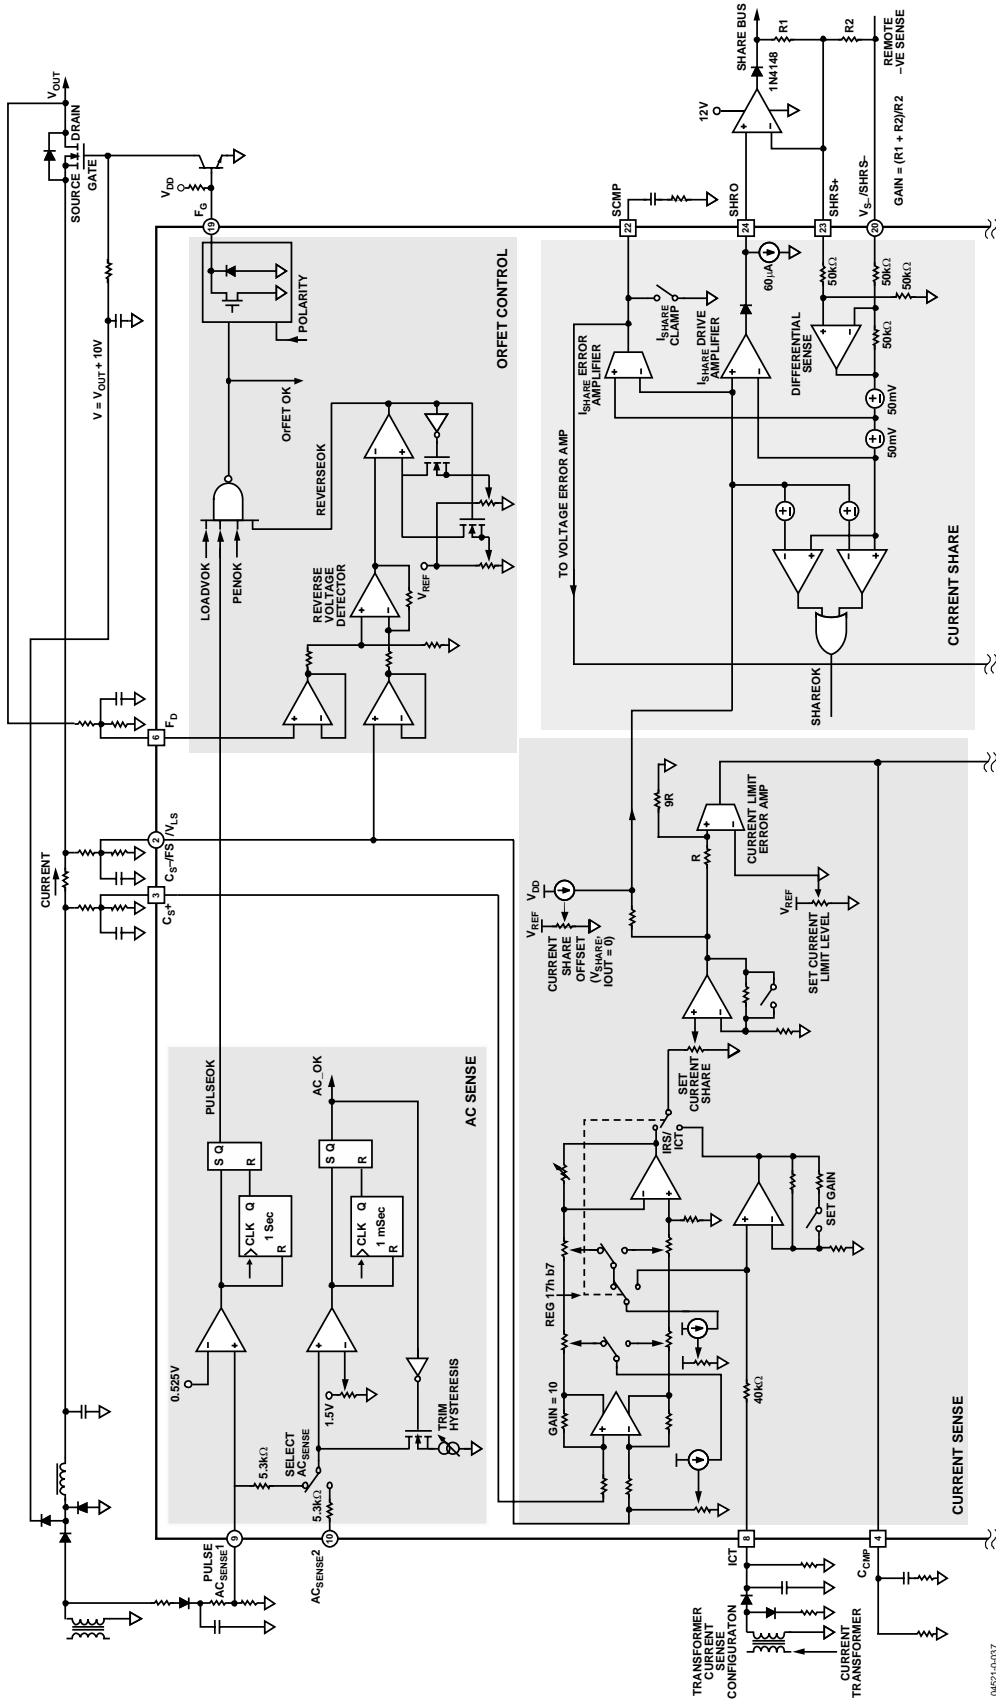 VOUT
SOURCE
DRAIN
GATE
VDD
FG
19
V = VOUT + 10V
POLARITY
OrFET OK
ORFET CONTROL
LOADVOK
PENOK
REVERSEOK
REVERSE
VOLTAGE
DETECTOR
VREF
FD
6
CURRENT
CS–/FS /VLS
2
CS+
3
PULSEOK
AC_OK
AC SENSE
S Q
R
CLK Q
1 Sec
R
S Q
R
CLK Q
1 mSec
R
0.525V
1.5V
5.3kΩ
SELECT
ACSENSE
5.3kΩ
TRIM
HYSTERESIS
PULSE
ACSENSE1
9
ACSENSE2
10
SHARE BUS
R1
R2
REMOTE
–VE SENSE
1N4148
12V
GAIN = (R1 + R2)/R2
SCMP
22
SHRO
24
SHRS+
23
VS–/SHRS–
20
60µA
ISHARE
CLAMP
ISHARE ERROR
AMPLIFIER
ISHARE DRIVE
AMPLIFIER
50kΩ
50kΩ
50kΩ
50kΩ
DIFFERENTIAL
SENSE
50mV
50mV
TO VOLTAGE ERROR AMP
SHAREOK
CURRENT SHARE
9R
R
CURRENT LIMIT
ERROR AMP
VDD
VREF
CURRENT
SHARE
OFFSET
(VSHARE,
IOUT = 0)
VREF
SET CURRENT
LIMIT LEVEL
SET
CURRENT
SHARE
IRS/
ICT
SET GAIN
REG 17h b7
GAIN = 10
40kΩ
CURRENT SENSE
ICT
8
CCMP
4
TRANSFORMER
CURRENT
SENSE
CONFIGURATON
CURRENT
TRANSFORMER
04521-0-037